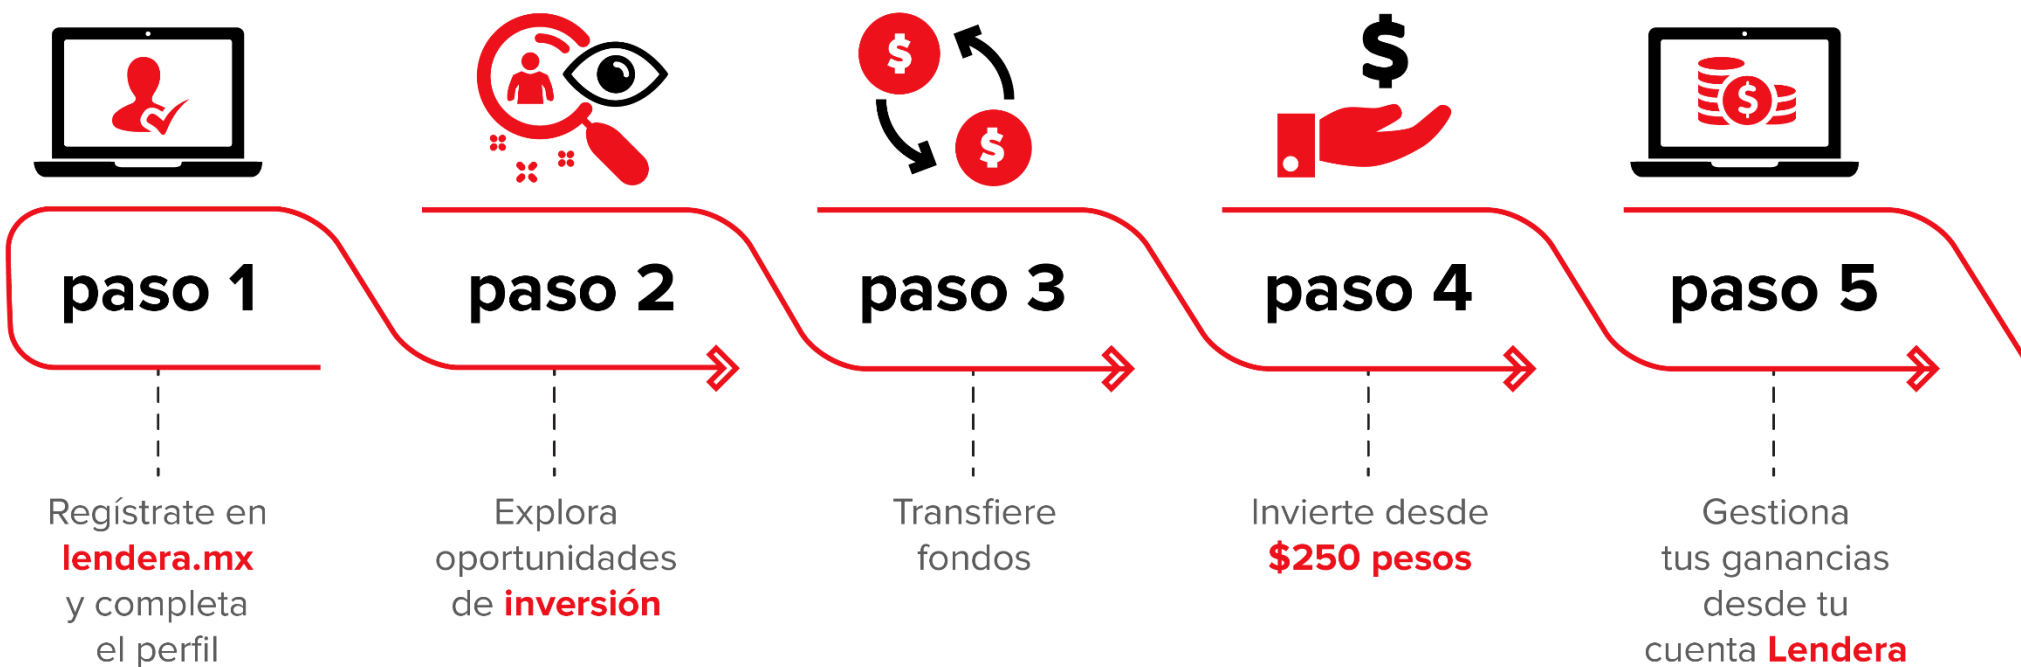 paso 1
Regístrate en
lendera.mx
y completa
el perfil
paso 2
Explora
oportunidades
de inversión
paso 3
Transfiere
fondos
paso 4
Invierte desde
$250 pesos
paso 5
Gestiona
tus ganancias
desde tu
cuenta Lendera